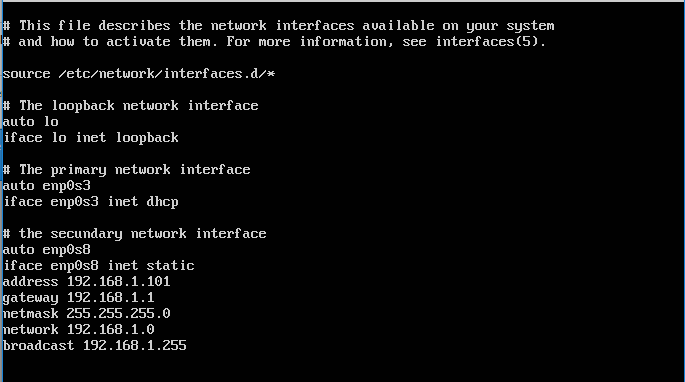 # This file describes the network interfaces available on your system
# and how to activate them. For more information, see interfaces(5).
source /etc/network/interfaces.d/*
# The loopback network interface
auto lo
iface lo inet loopback
# The primary network interface
auto enp0s3
iface enp0s3 inet dhcp
# the secundary network interface
auto enp0s8
iface enp0s8 inet static
address 192.168.1.101
gateway 192.168.1.1
netmask 255.255.255.0
network 192.168.1.0
broadcast 192.168.1.255